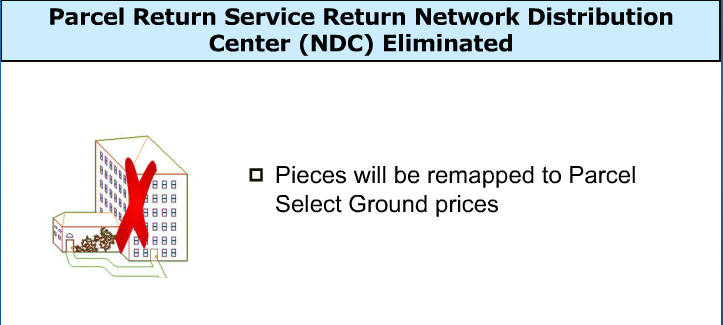 Parcel Return Service Return Network Distribution
Center (NDC) Eliminated
Pieces will be remapped to Parcel
Select Ground prices